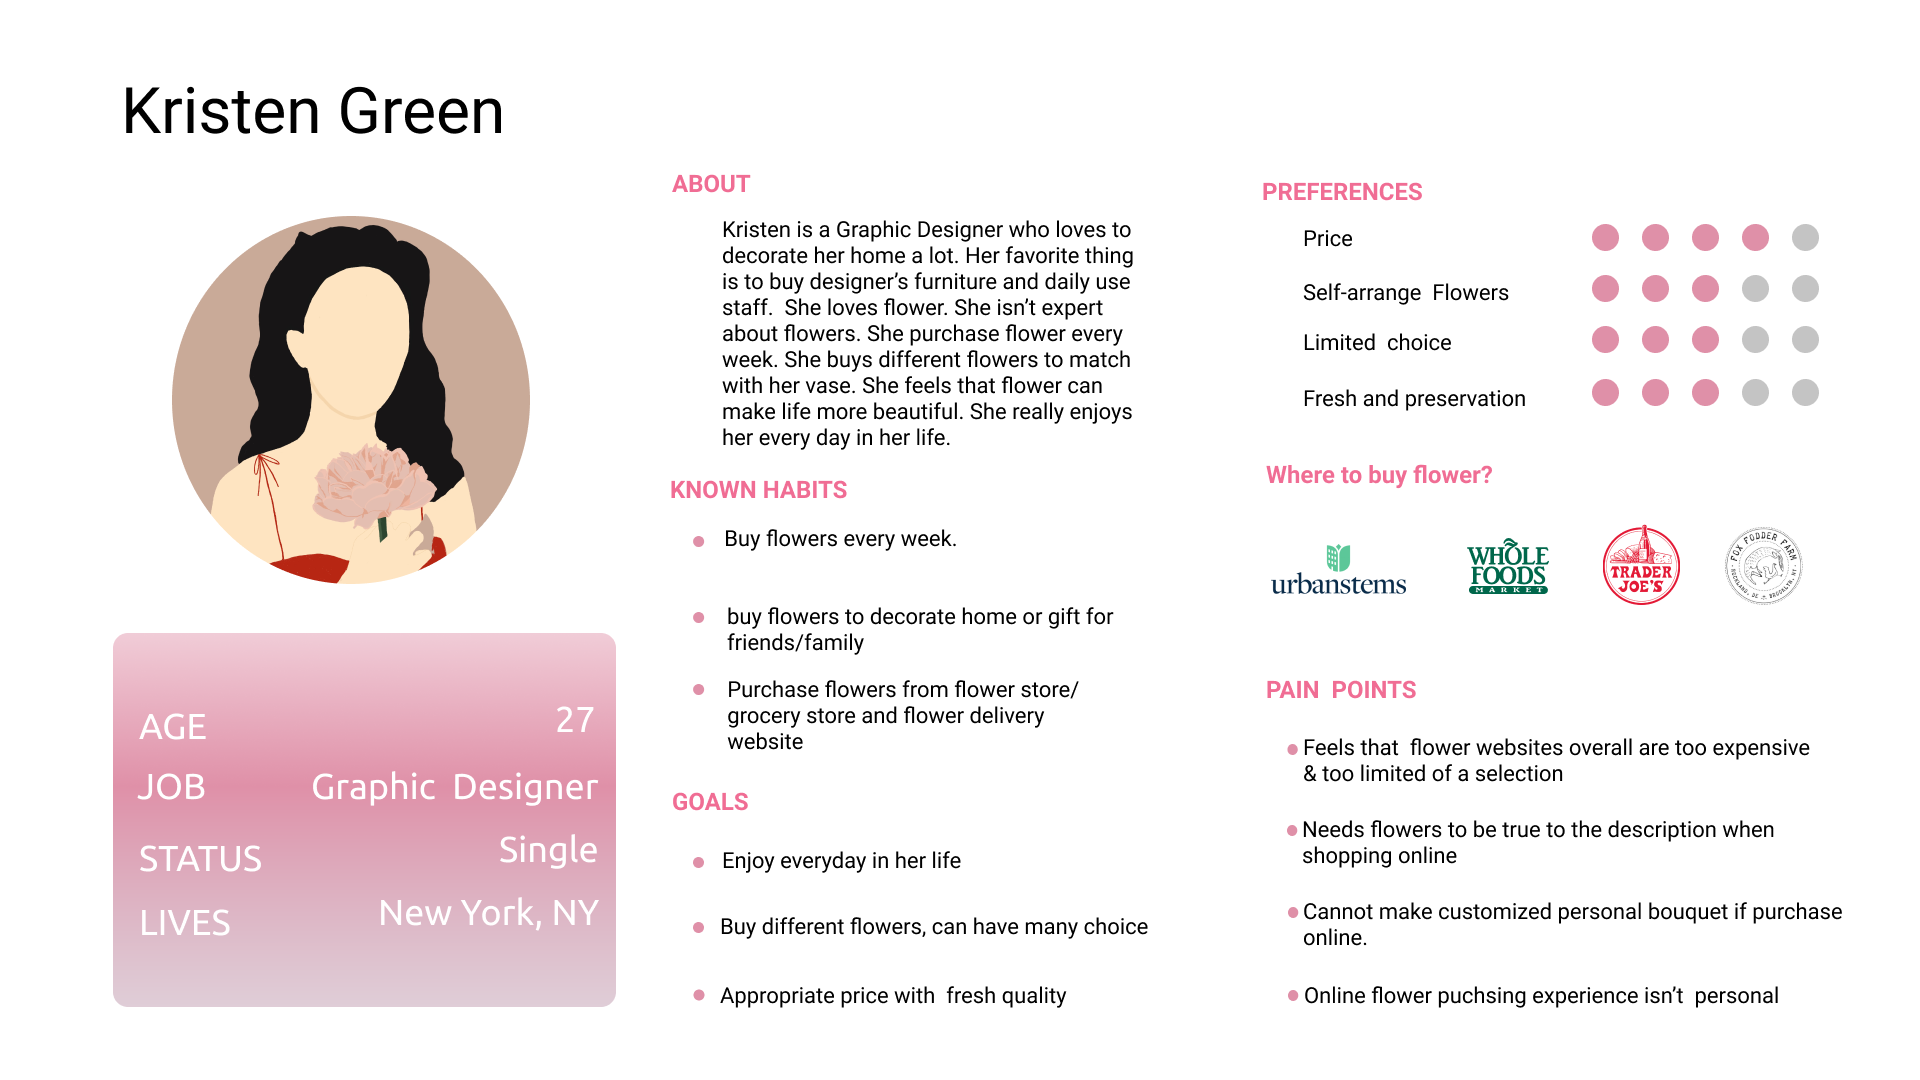 Kristen Green
AGE
27
JOB
Graphic  Designer
STATUS
Single
LIVES
New York, NY
ABOUT
Kristen is a Graphic Designer who loves to
decorate her home a lot. Her favorite thing
is to buy designer’s furniture and daily use
staff.  She loves flower. She isn’t expert
about flowers. She purchase flower every
week. She buys different flowers to match
with her vase. She feels that flower can
make life more beautiful. She really enjoys
her every day in her life.
KNOWN HABITS
Buy flowers every week.
buy flowers to decorate home or gift for
friends/family
Purchase flowers from flower store/
grocery store and flower delivery
website
GOALS
Enjoy everyday in her life
Buy different flowers, can have many choice
Appropriate price with  fresh quality
PREFERENCES
Price
Self-arrange  Flowers
Limited  choice
Fresh and preservation
Where to buy flower?
urbanstems
WHOLE
FOODS
MARKET
TRADER
JOE'S
FOX FODDER FARM
PAIN  POINTS
Feels that  flower websites overall are too expensive
& too limited of a selection
Needs flowers to be true to the description when
shopping online
Cannot make customized personal bouquet if purchase
online.
Online flower puchsing experience isn’t  personal